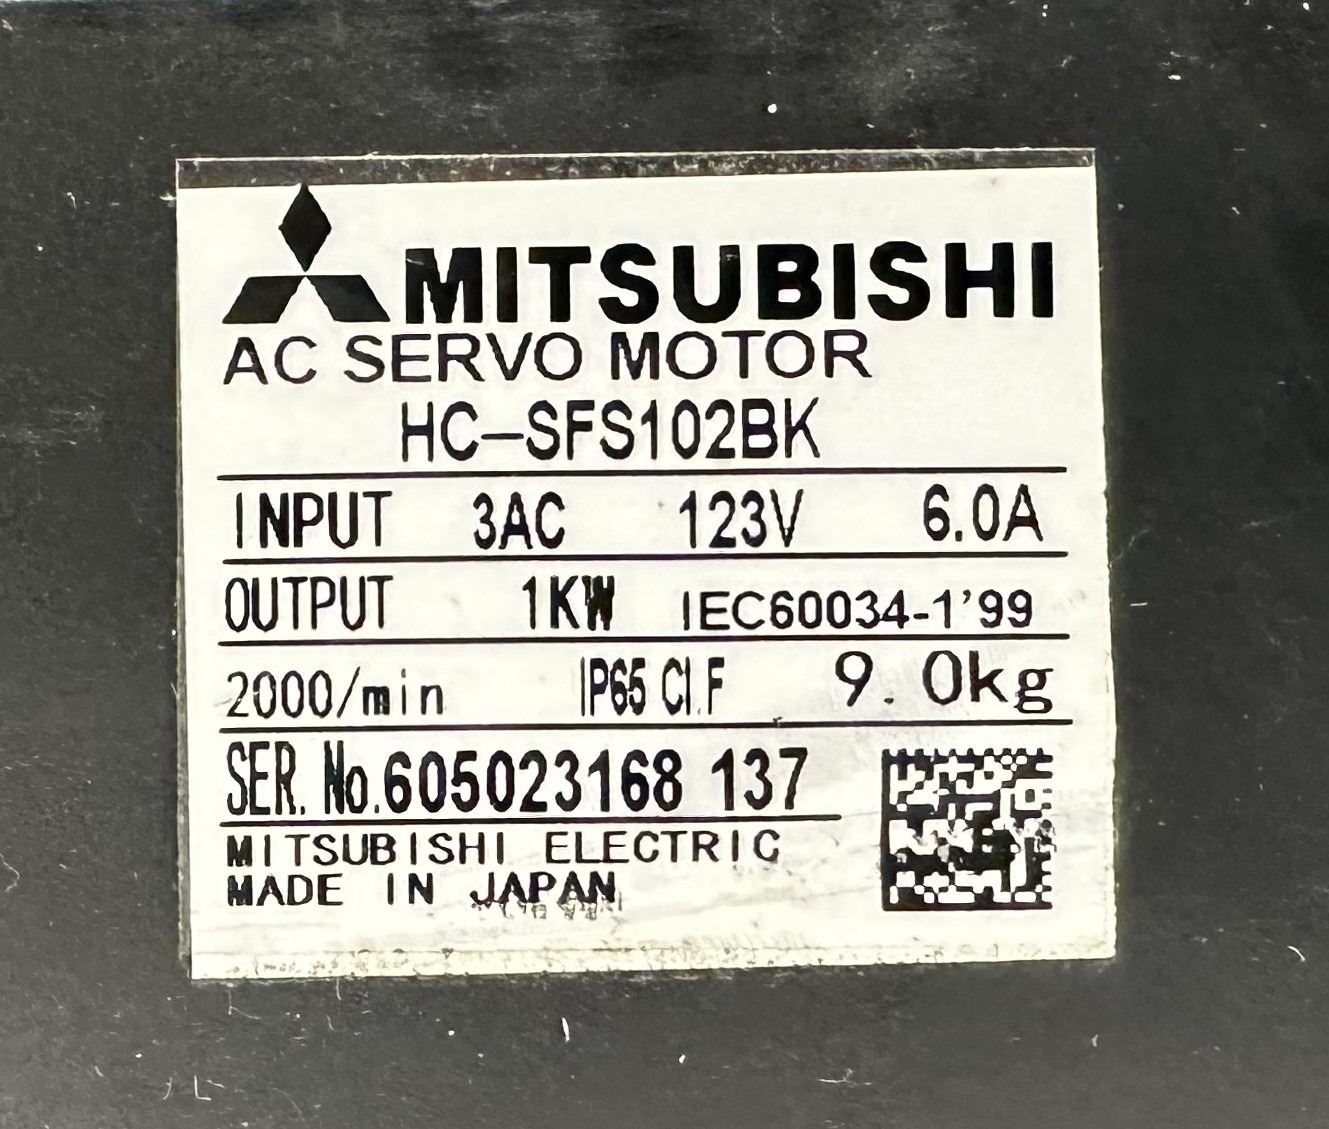 MITSUBISHI
AC SERVO MOTOR
HC-SFS102BK
INPUT 3AC 123V 6.0A
OUTPUT 1KW IEC60034-1'99
2000/min IP65 Cl.F 9.0kg
SER. No.605023168 137
MITSUBISHI ELECTRIC
MADE IN JAPAN